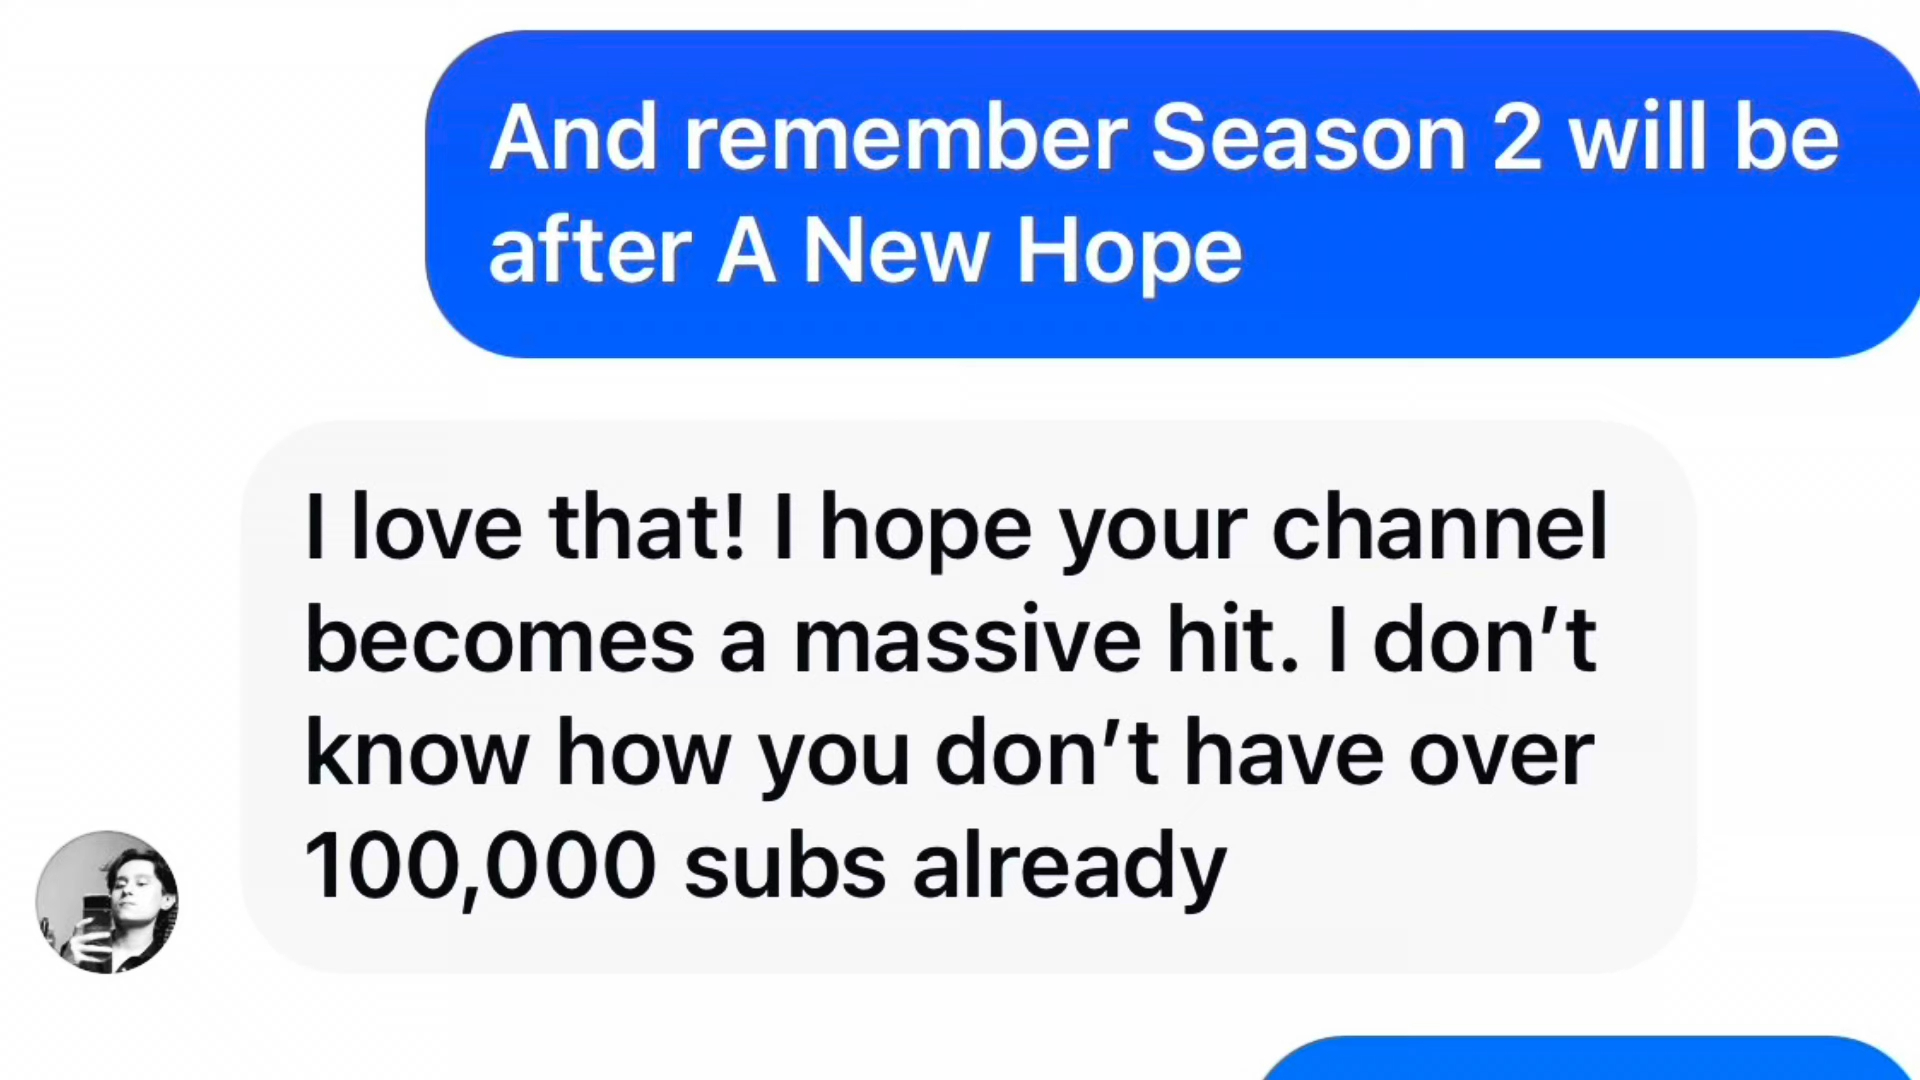 And remember Season 2 will be
after A New Hope
I love that! I hope your channel
becomes a massive hit. I don’t
know how you don’t have over
100,000 subs already